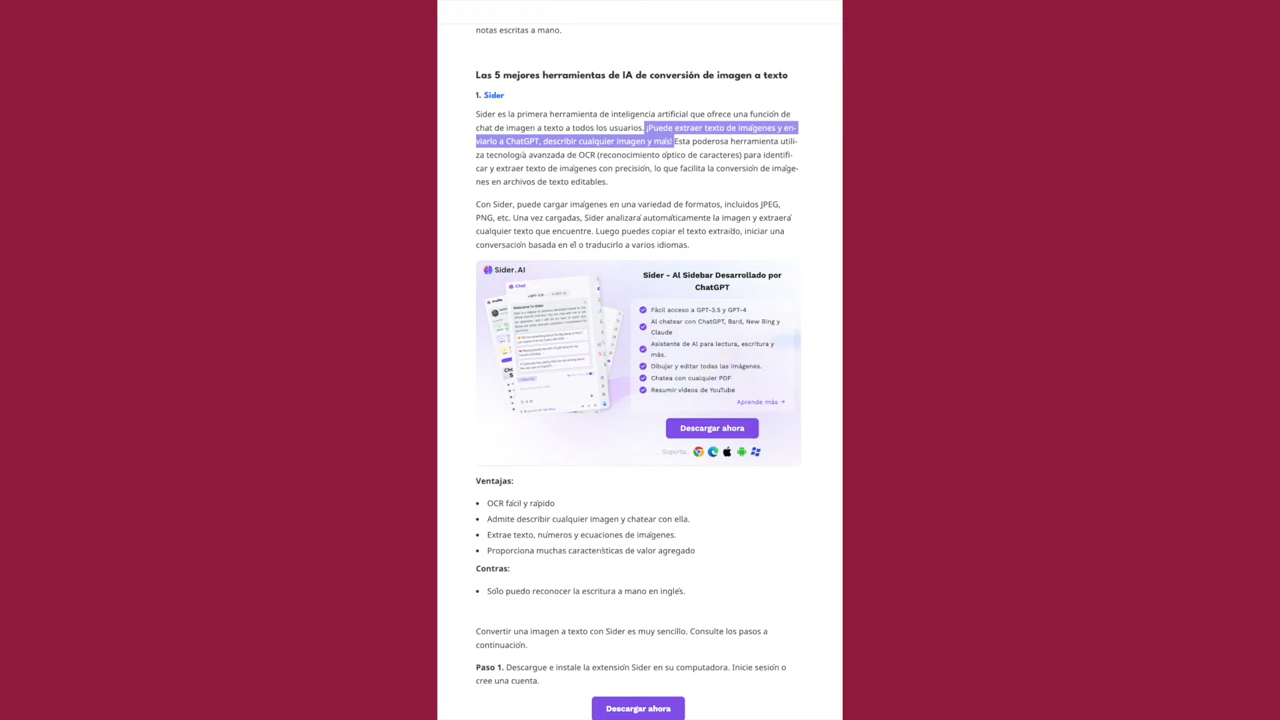 notas escritas a mano.
Las 5 mejores herramientas de IA de conversión de imagen a texto
1. Sider
Sider es la primera herramienta de inteligencia artificial que ofrece una función de
chat de imagen a texto a todos los usuarios. ¡Puede extraer texto de imágenes y en-
viarlo a ChatGPT, describir cualquier imagen y más! Esta poderosa herramienta utili-
za tecnología avanzada de OCR (reconocimiento óptico de caracteres) para identifi-
car y extraer texto de imágenes con precisión, lo que facilita la conversión de imáge-
nes en archivos de texto editables.
Con Sider, puede cargar imágenes en una variedad de formatos, incluidos JPEG,
PNG, etc. Una vez cargadas, Sider analizará automáticamente la imagen y extraerá
cualquier texto que encuentre. Luego puedes copiar el texto extraído, iniciar una
conversación basada en él o traducirlo a varios idiomas.
Sider.AI
Chat
Sider - AI Sidebar Desarrollado por
ChatGPT
Fácil acceso a GPT-3.5 y GPT-4
Al chatear con ChatGPT, Bard, New Bing y
Claude
Asistente de AI para lectura, escritura y
más.
Dibujar y editar todas las imágenes.
Chatea con cualquier PDF
Resumir videos de YouTube
Aprende más →
Descargar ahora
Soporta:
Ventajas:
• OCR fácil y rápido
• Admite describir cualquier imagen y chatear con ella.
• Extrae texto, números y ecuaciones de imágenes.
• Proporciona muchas características de valor agregado
Contras:
• Sólo puedo reconocer la escritura a mano en inglés.
Convertir una imagen a texto con Sider es muy sencillo. Consulte los pasos a
continuación.
Paso 1. Descargue e instale la extensión Sider en su computadora. Inicie sesión o
cree una cuenta.
Descargar ahora